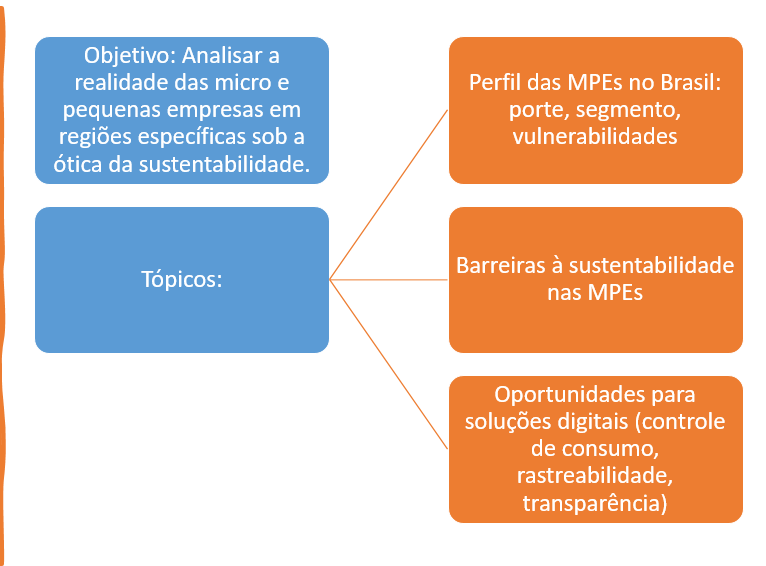 Objetivo: Analisar a
realidade das micro e
pequenas empresas em
regiões específicas sob a
ótica da sustentabilidade.
Tópicos:
Perfil das MPEs no Brasil:
porte, segmento,
vulnerabilidades
Barreiras à sustentabilidade
nas MPEs
Oportunidades para
soluções digitais (controle
de consumo,
rastreabilidade,
transparência)